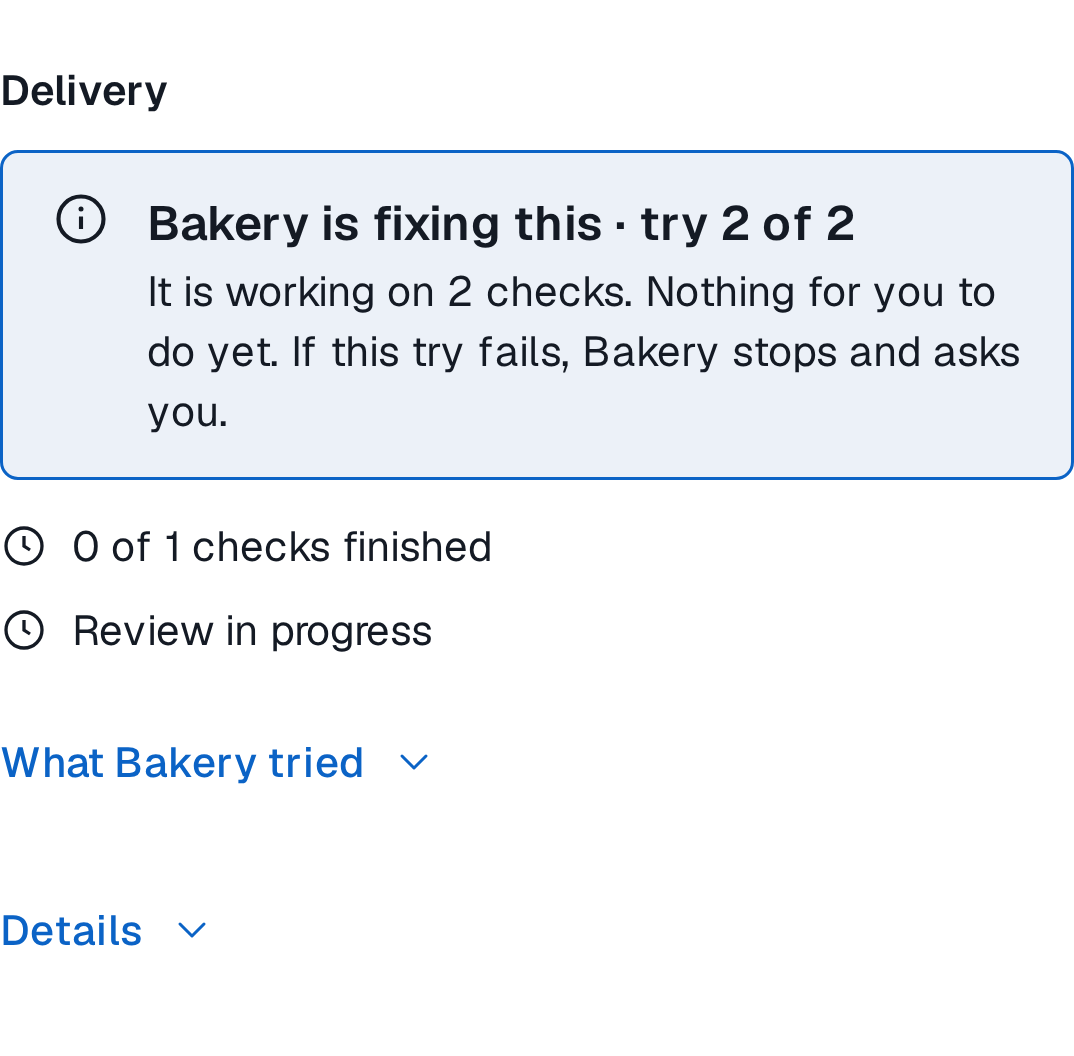 Delivery
Bakery is fixing this · try 2 of 2
It is working on 2 checks. Nothing for you to
do yet. If this try fails, Bakery stops and asks
you.
0 of 1 checks finished
Review in progress
What Bakery tried
Details